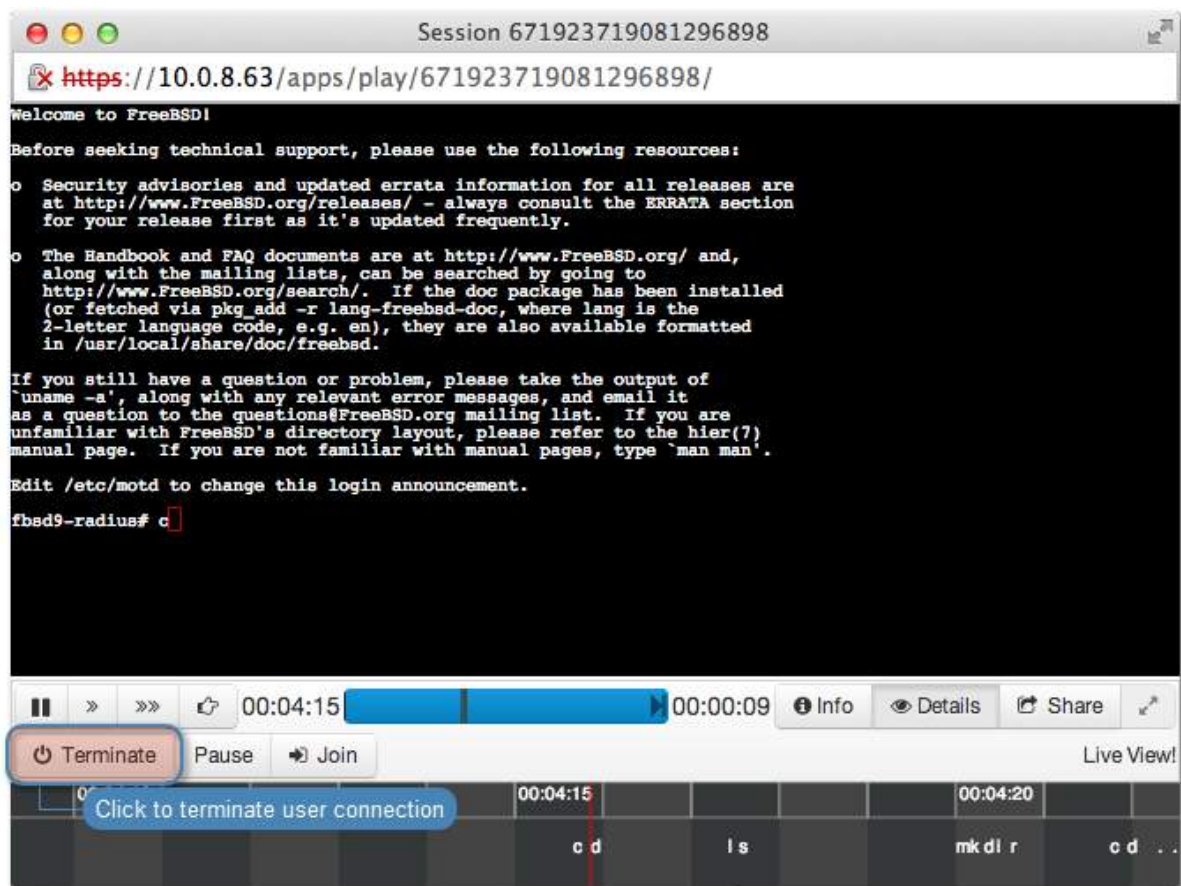 Session 671923719081296898
https://10.0.8.63/apps/play/671923719081296898/
Welcome to FreeBSD!
Before seeking technical support, please use the following resources:
o Security advisories and updated errata information for all releases are
at http://www.FreeBSD.org/releases/ - always consult the ERRATA section
for your release first as it's updated frequently.
o The Handbook and FAQ documents are at http://www.FreeBSD.org/ and,
along with the mailing lists, can be searched by going to
http://www.FreeBSD.org/search/. If the doc package has been installed
(or fetched via pkg_add -r lang-freebsd-doc, where lang is the
2-letter language code, e.g. en), they are also available formatted
in /usr/local/share/doc/freebsd.
If you still have a question or problem, please take the output of
`uname -a', along with any relevant error messages, and email it
as a question to the questions@FreeBSD.org mailing list. If you are
unfamiliar with FreeBSD's directory layout, please refer to the hier(7)
manual page. If you are not familiar with manual pages, type `man man'.
Edit /etc/motd to change this login announcement.
fbsd9-radius# c
00:04:15 00:00:09 Info Details Share
Terminate Pause Join Live View!
Click to terminate user connection 00:04:15 00:04:20
cd ls mkdir cd ..